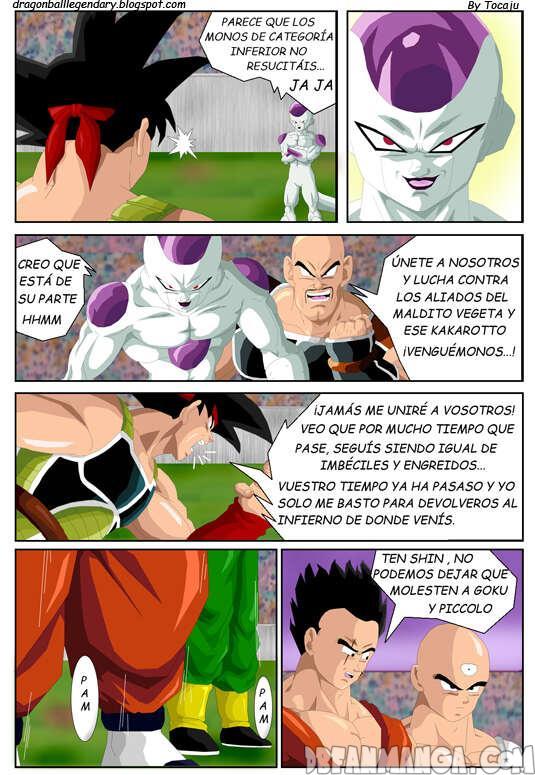 dragonballlegendary.blogspot.com
By Tocaju
PARECE QUE LOS
MONOS DE CATEGORÍA
INFERIOR NO
RESUCITÁIS...
JA JA
CREO QUE
ESTÁ DE
SU PARTE
HHMM
ÚNETE A NOSOTROS
Y LUCHA CONTRA
LOS ALIADOS DEL
MALDITO VEGETA Y
ESE KAKAROTTO
¡VENGUÉMONOS...!
¡JAMÁS ME UNIRÉ A VOSOTROS!
VEO QUE POR MUCHO TIEMPO QUE
PASE, SEGUÍS SIENDO IGUAL DE
IMBÉCILES Y ENGREIDOS...
VUESTRO TIEMPO YA HA PASASO Y YO
SOLO ME BASTO PARA DEVOLVEROS AL
INFIERNO DE DONDE VENÍS.
PAM
PAM
TEN SHIN , NO
PODEMOS DEJAR QUE
MOLESTEN A GOKU
Y PICCOLO
DREAMMANGA.COM